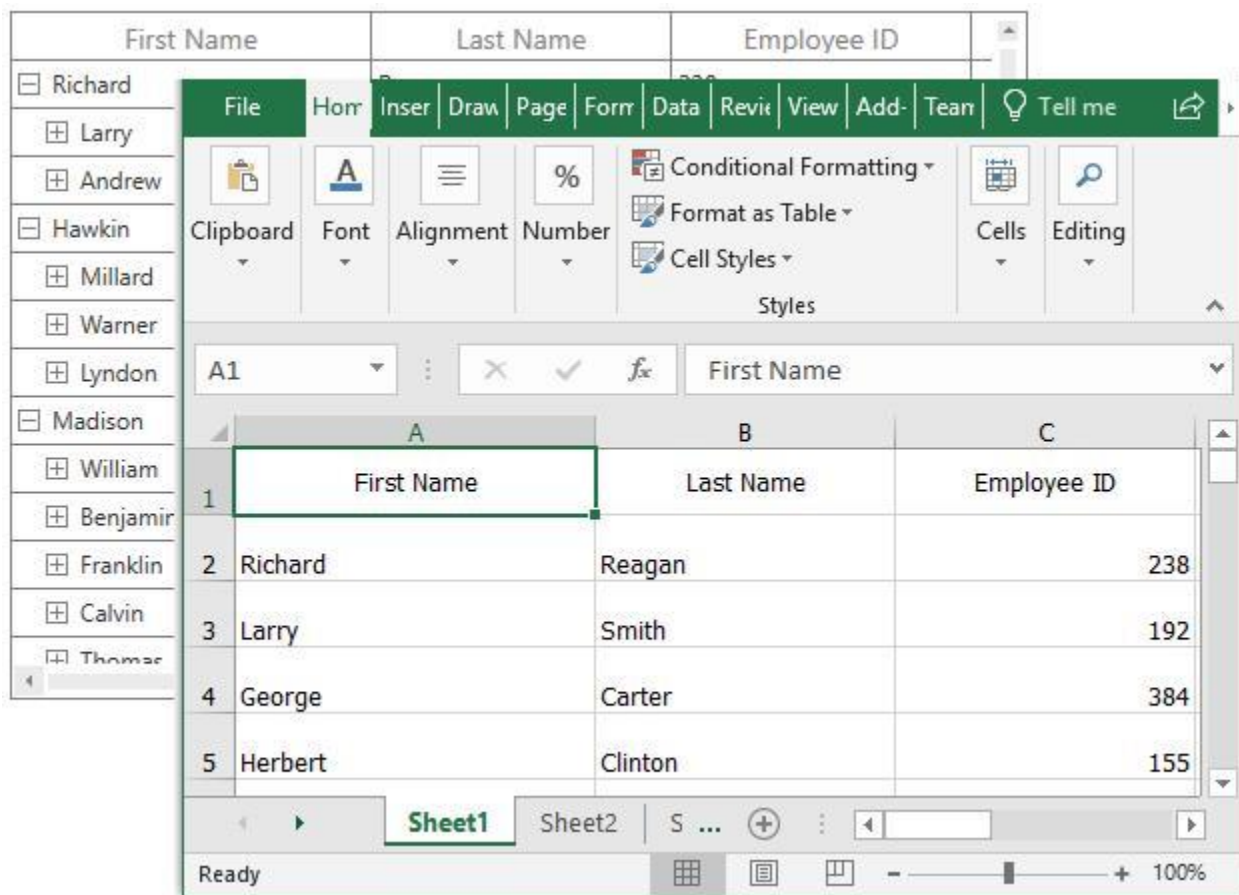 First Name Last Name Employee ID
Richard
Larry
Andrew
Hawkin
Millard
Warner
Lyndon
Madison
William
Benjamin
Franklin
Calvin
Thomas
File Hom Inser Draw Page Form Data Revie View Add- Team Tell me
Conditional Formatting
Format as Table
Cell Styles
Clipboard Font Alignment Number Cells Editing
Styles
A1 fx First Name
A B C
1 First Name Last Name Employee ID
2 Richard Reagan 238
3 Larry Smith 192
4 George Carter 384
5 Herbert Clinton 155
Sheet1 Sheet2 S ...
Ready 100%